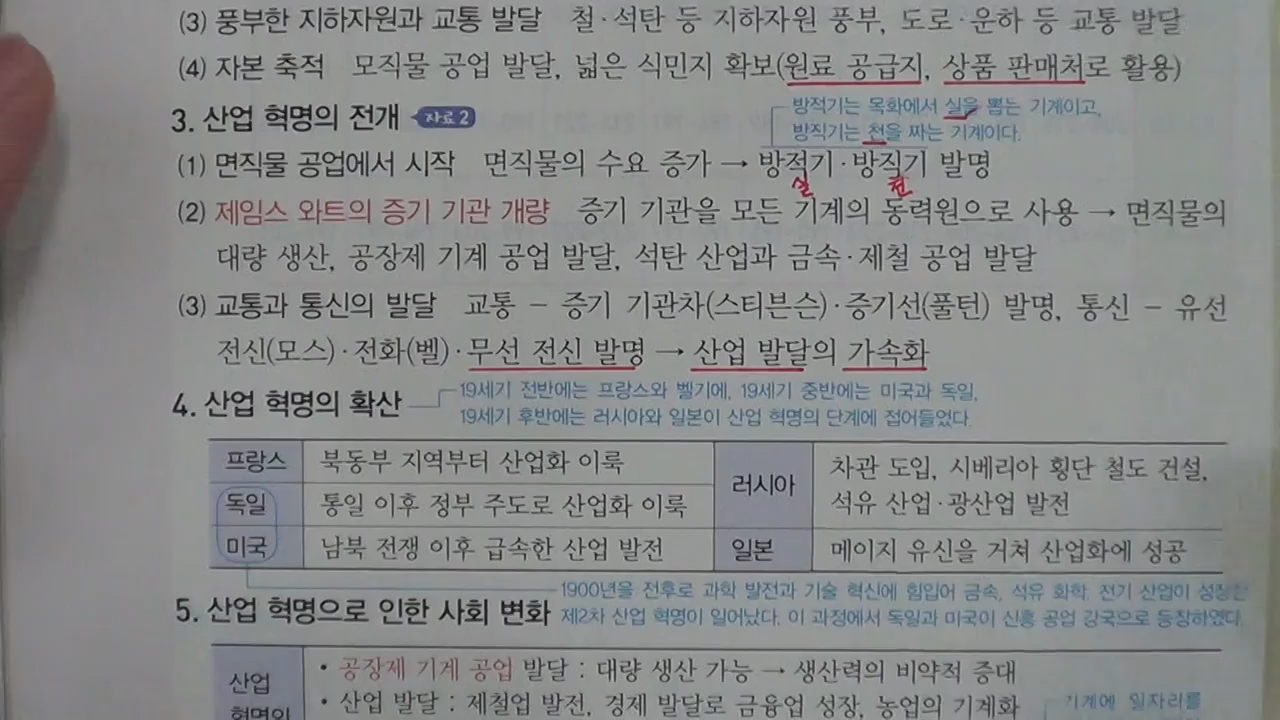 (3) 풍부한 지하자원과 교통 발달 철·석탄 등 지하자원 풍부, 도로·운하 등 교통 발달
(4) 자본 축적 모직물 공업 발달, 넓은 식민지 확보(원료 공급지, 상품 판매처로 활용)
3. 산업 혁명의 전개 자료 2
방적기는 목화에서 실을 뽑는 기계이고,
방직기는 천을 짜는 기계이다.
(1) 면직물 공업에서 시작 면직물의 수요 증가 → 방적기·방직기 발명
실 천
(2) 제임스 와트의 증기 기관 개량 증기 기관을 모든 기계의 동력원으로 사용 → 면직물의
대량 생산, 공장제 기계 공업 발달, 석탄 산업과 금속·제철 공업 발달
(3) 교통과 통신의 발달 교통 - 증기 기관차(스티븐슨)·증기선(풀턴) 발명, 통신 - 유선
전신(모스)·전화(벨)·무선 전신 발명 → 산업 발달의 가속화
4. 산업 혁명의 확산
19세기 전반에는 프랑스와 벨기에, 19세기 중반에는 미국과 독일,
19세기 후반에는 러시아와 일본이 산업 혁명의 단계에 접어들었다.
프랑스 북동부 지역부터 산업화 이룩
독일 통일 이후 정부 주도로 산업화 이룩
미국 남북 전쟁 이후 급속한 산업 발전
러시아 차관 도입, 시베리아 횡단 철도 건설,
석유 산업·광산업 발전
일본 메이지 유신을 거쳐 산업화에 성공
1900년을 전후로 과학 발전과 기술 혁신에 힘입어 금속, 석유 화학, 전기 산업이 성장한
제2차 산업 혁명이 일어났다. 이 과정에서 독일과 미국이 신흥 공업 강국으로 등장하였다.
5. 산업 혁명으로 인한 사회 변화
산업
혁명의
• 공장제 기계 공업 발달 : 대량 생산 가능 → 생산력의 비약적 증대
• 산업 발달 : 제철업 발전, 경제 발달로 금융업 성장, 농업의 기계화
기계에 일자리를